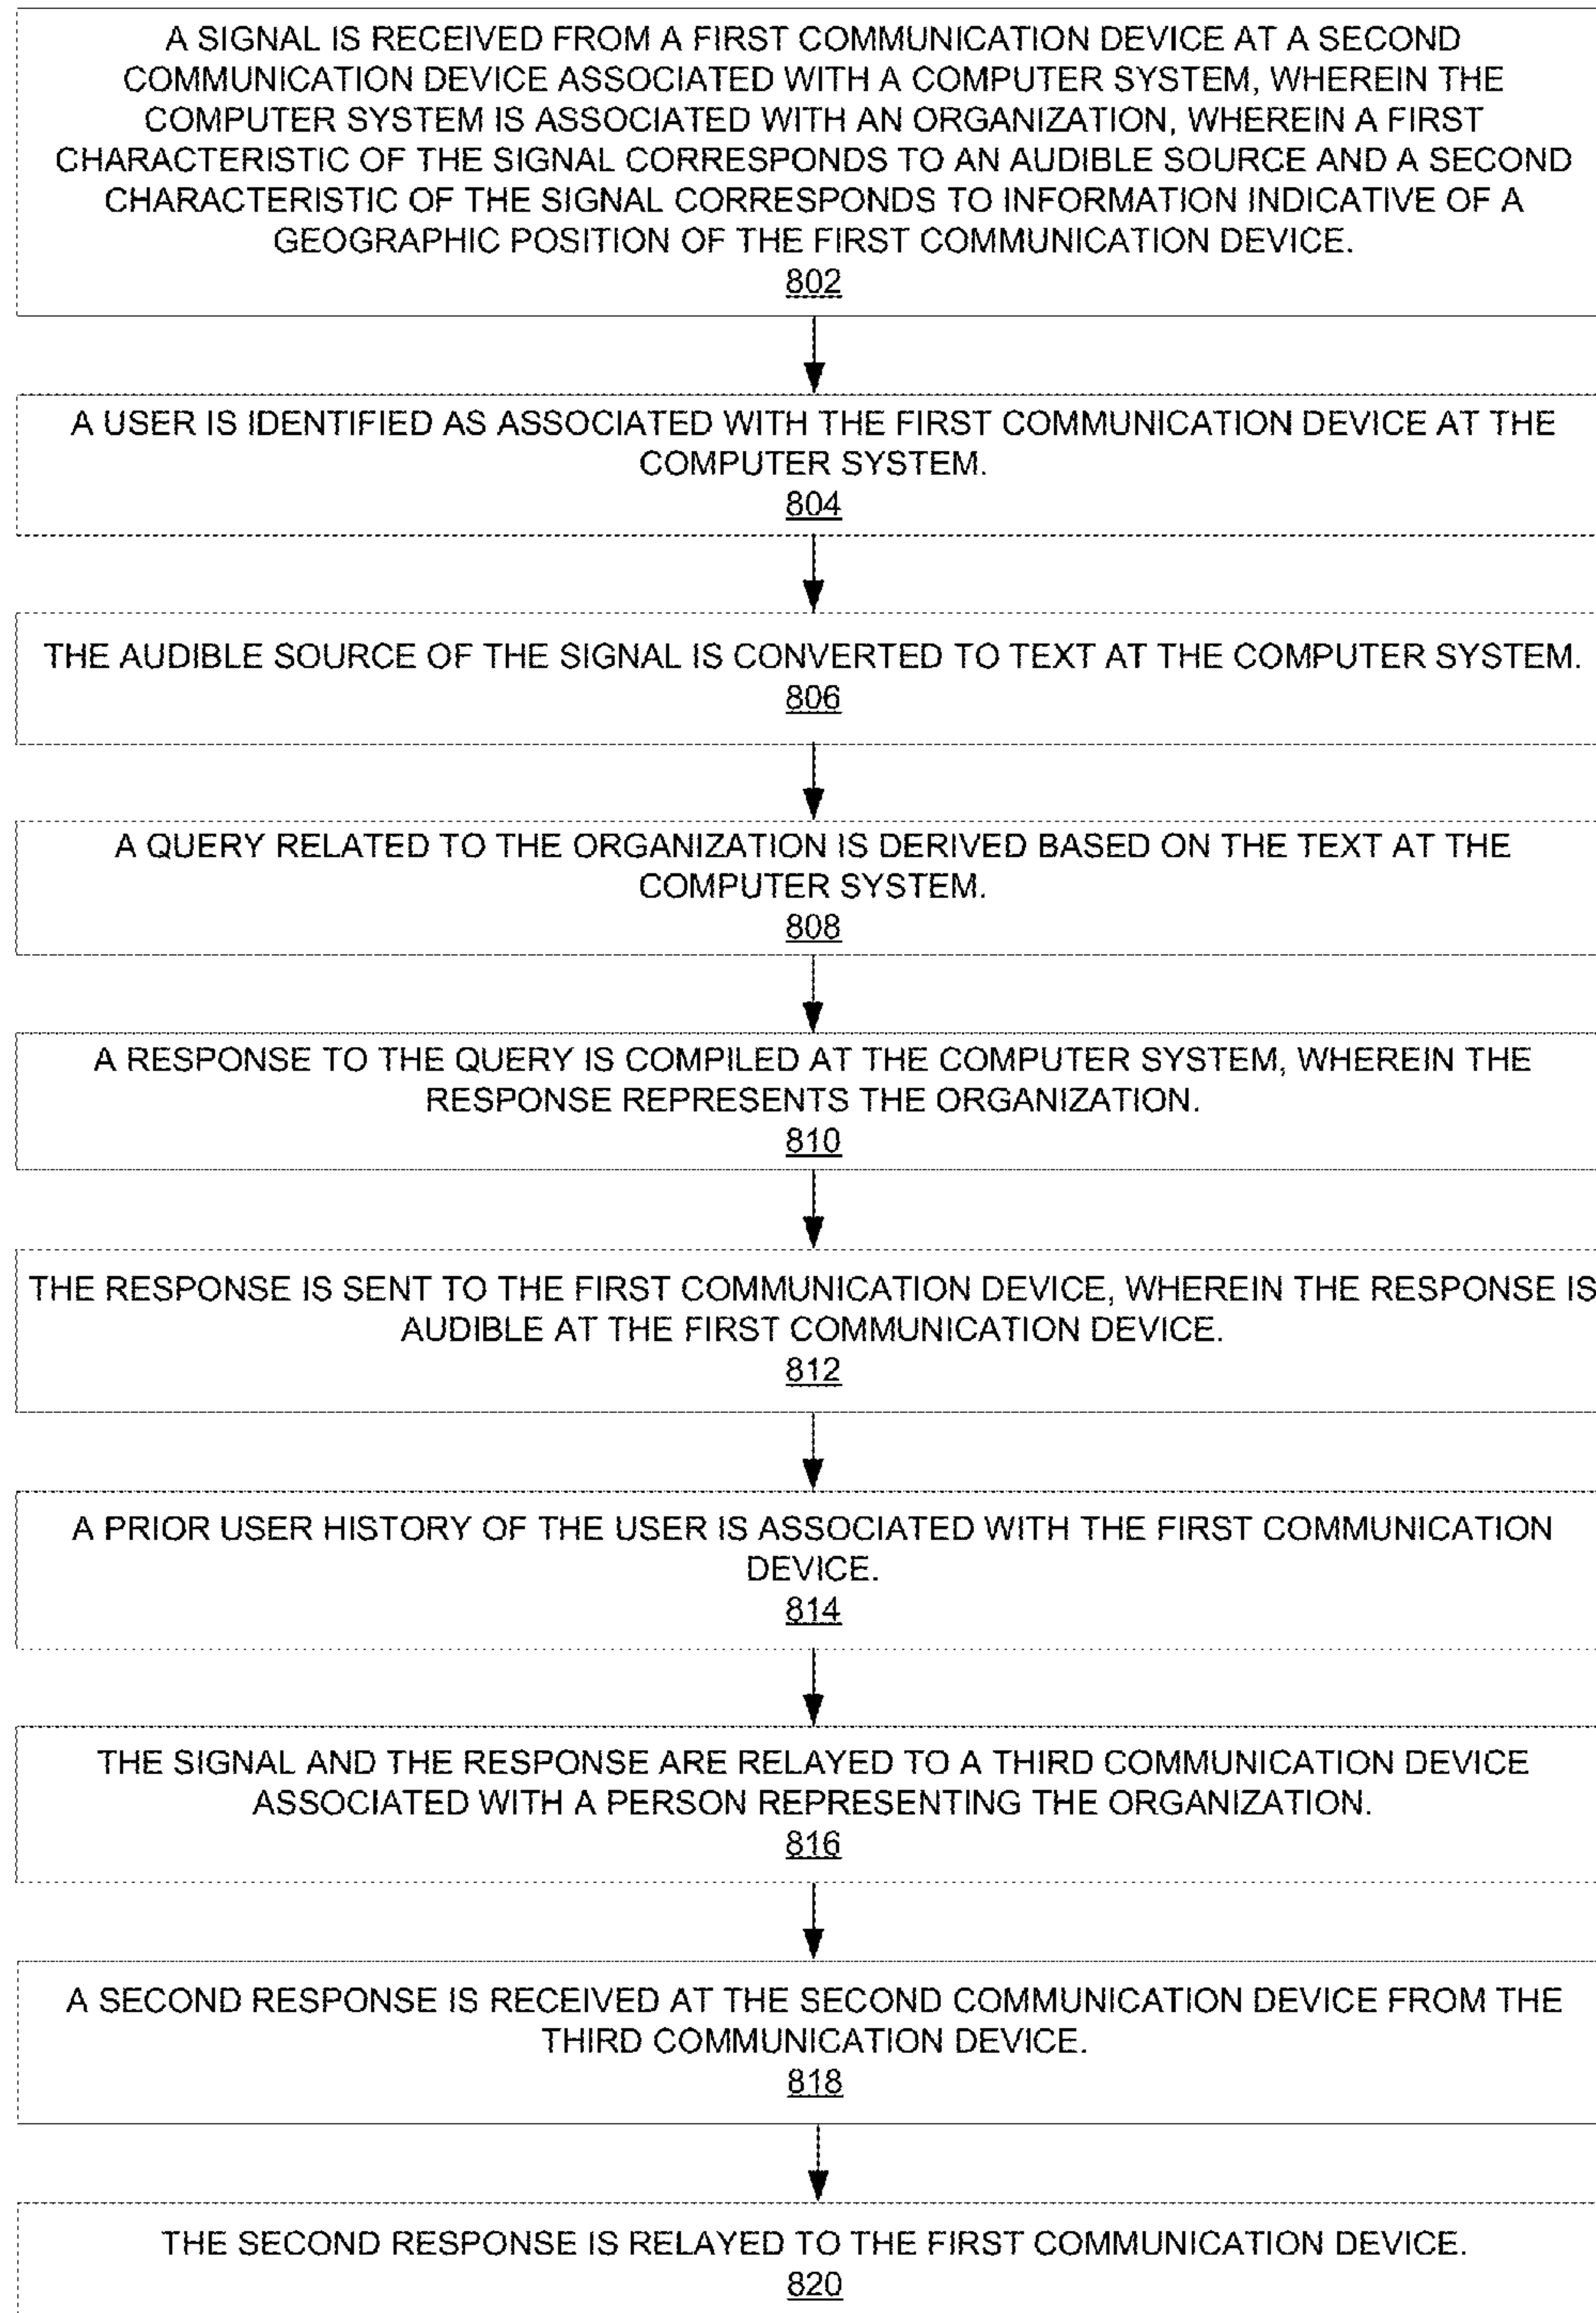 A SIGNAL IS RECEIVED FROM A FIRST COMMUNICATION DEVICE AT A SECOND
COMMUNICATION DEVICE ASSOCIATED WITH A COMPUTER SYSTEM, WHEREIN THE
COMPUTER SYSTEM IS ASSOCIATED WITH AN ORGANIZATION, WHEREIN A FIRST
CHARACTERISTIC OF THE SIGNAL CORRESPONDS TO AN AUDIBLE SOURCE AND A SECOND
CHARACTERISTIC OF THE SIGNAL CORRESPONDS TO INFORMATION INDICATIVE OF A
GEOGRAPHIC POSITION OF THE FIRST COMMUNICATION DEVICE.
802
A USER IS IDENTIFIED AS ASSOCIATED WITH THE FIRST COMMUNICATION DEVICE AT THE
COMPUTER SYSTEM.
804
THE AUDIBLE SOURCE OF THE SIGNAL IS CONVERTED TO TEXT AT THE COMPUTER SYSTEM.
806
A QUERY RELATED TO THE ORGANIZATION IS DERIVED BASED ON THE TEXT AT THE
COMPUTER SYSTEM.
808
A RESPONSE TO THE QUERY IS COMPILED AT THE COMPUTER SYSTEM, WHEREIN THE
RESPONSE REPRESENTS THE ORGANIZATION.
810
THE RESPONSE IS SENT TO THE FIRST COMMUNICATION DEVICE, WHEREIN THE RESPONSE IS
AUDIBLE AT THE FIRST COMMUNICATION DEVICE.
812
A PRIOR USER HISTORY OF THE USER IS ASSOCIATED WITH THE FIRST COMMUNICATION
DEVICE.
814
THE SIGNAL AND THE RESPONSE ARE RELAYED TO A THIRD COMMUNICATION DEVICE
ASSOCIATED WITH A PERSON REPRESENTING THE ORGANIZATION.
816
A SECOND RESPONSE IS RECEIVED AT THE SECOND COMMUNICATION DEVICE FROM THE
THIRD COMMUNICATION DEVICE.
818
THE SECOND RESPONSE IS RELAYED TO THE FIRST COMMUNICATION DEVICE.
820